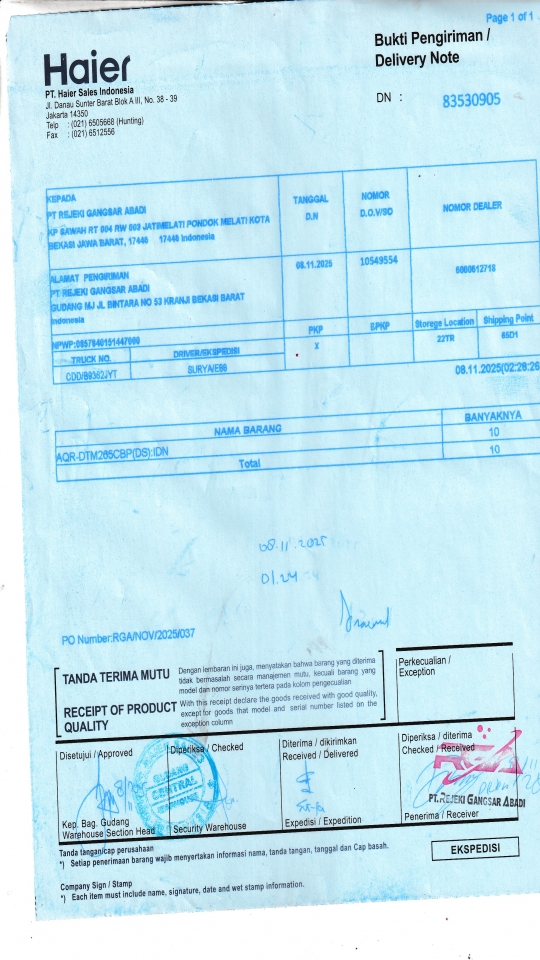 Page 1 of 1
Haier
Bukti Pengiriman /
Delivery Note
PT. Haier Sales Indonesia
Jl. Danau Sunter Barat Blok A III, No. 38 - 39
Jakarta 14350
Telp : (021) 6505668 (Hunting)
Fax : (021) 6512556
DN : 83530905
KEPADA
PT REJEKI GANGSAR ABADI
KP SAWAH RT 004 RW 003 JATIMELATI PONDOK MELATI KOTA
BEKASI JAWA BARAT, 17446 17446 Indonesia
TANGGAL
D.N
NOMOR
D.O.V/SD
NOMOR DEALER
ALAMAT PENGIRIMAN
PT REJEKI GANGSAR ABADI
GUDANG MJ JL BINTARA NO 53 KRANJI BEKASI BARAT
Indonesia
08.11.2025
10549554
PKP
BPKP
Storege Location
Shipping Point
X
22TR
TRUCK NO.
DRIVER/EKSPEDISI
08.11.2025(02:28:26
NAMA BARANG
BANYAKNYA
AQR-DTM265CBP(DS):IDN
10
Total
10
08.11.2025
01.24
PO Number:RGA/NOV/2025/037
TANDA TERIMA MUTU
Dengan lembaran ini juga, menyatakan bahwa barang yang diterima
tidak bermasalah secara manajemen mutu, kecuali barang yang
model dan nomor serinya tertera pada kolom pengecualian
RECEIPT OF PRODUCT
QUALITY
With this receipt declare the goods received with good quality,
except for goods that model and serial number listed on the
exception column
Perkecualian /
Exception
Disetujui / Approved
Diperiksa / Checked
Diterima / dikirimkan
Received / Delivered
Diperiksa / diterima
Checked / Received
RGA
GUDANG
CENTRAL
PT.REJEKI GANGSAR ABADI
Kep. Bag. Gudang
Warehouse Section Head
Security Warehouse
Expedisi / Expedition
Penerima / Receiver
Tanda tangan/cap perusahaan
*) Setiap penerimaan barang wajib menyertakan informasi nama, tanda tangan, tanggal dan Cap basah.
EKSPEDISI
Company Sign / Stamp
*) Each item must include name, signature, date and wet stamp information.